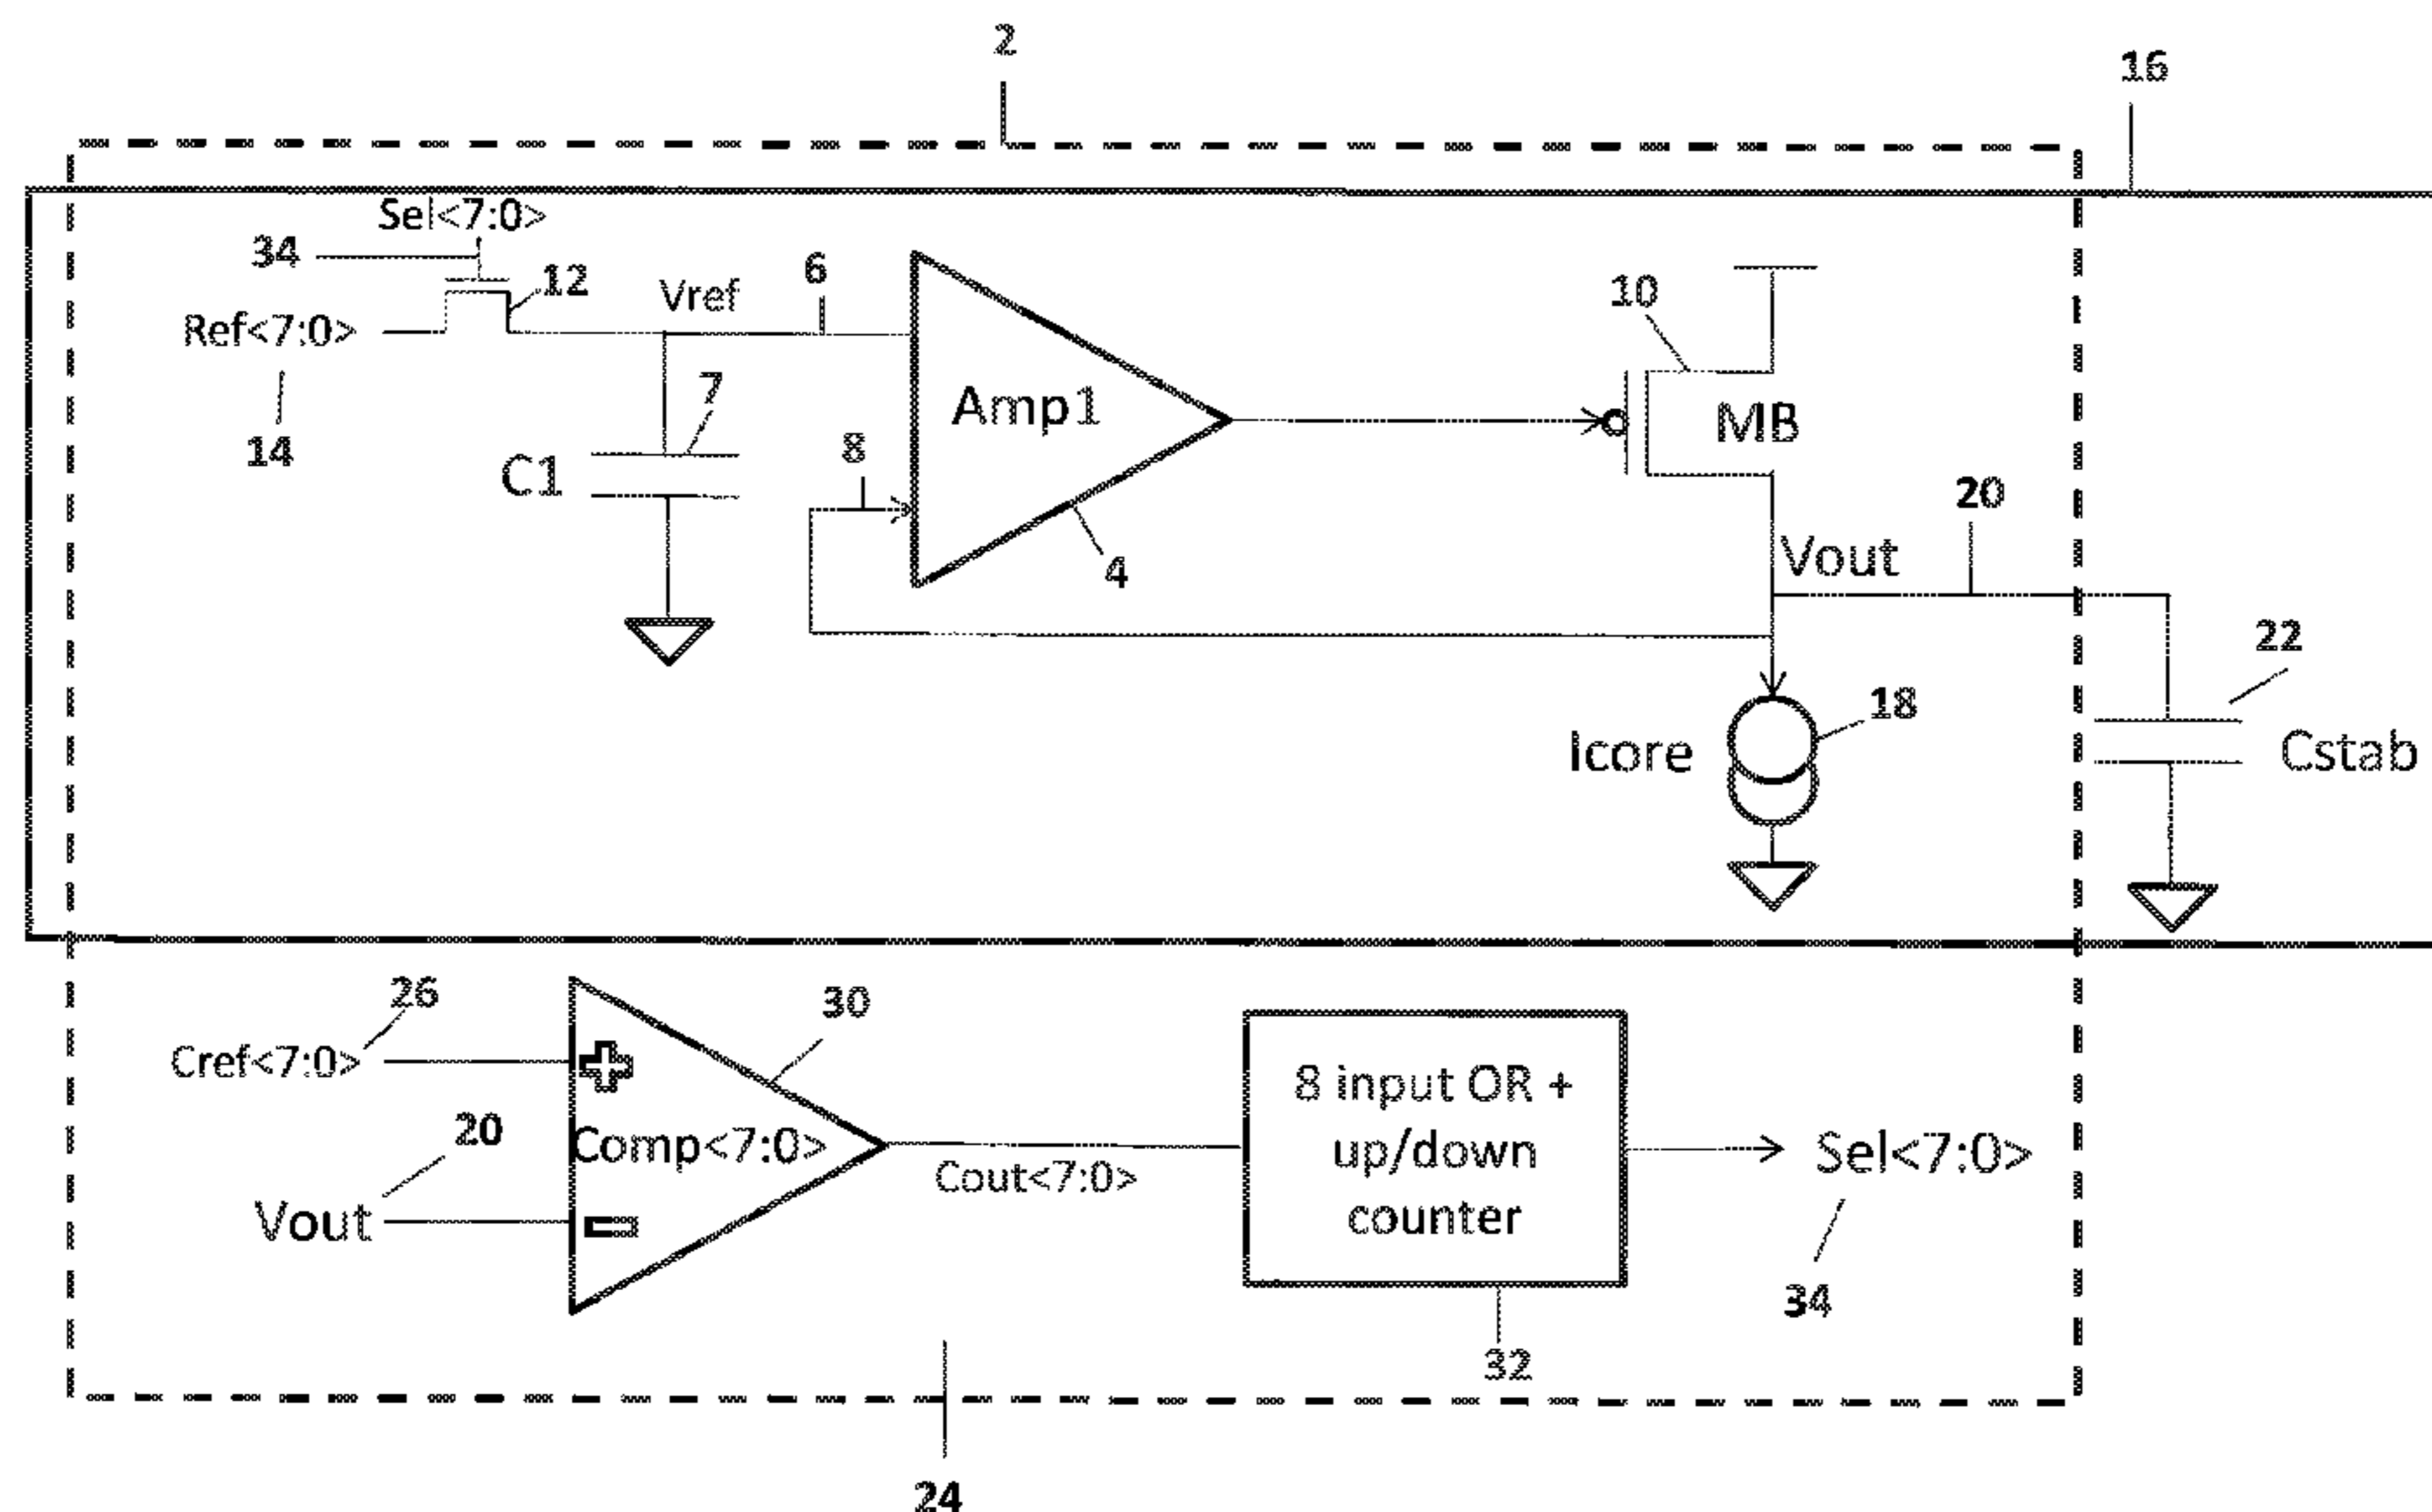 2
16
Sel<7:0>
34
12
Vref
6
Ref<7:0>
14
7
C1
8
Amp1
4
10
MB
20
Vout
22
18
Icore
Cstab
26
Cref<7:0>
30
20
Comp<7:0>
Vout
Cout<7:0>
8 input OR +
up/down
counter
Sel<7:0>
34
32
24